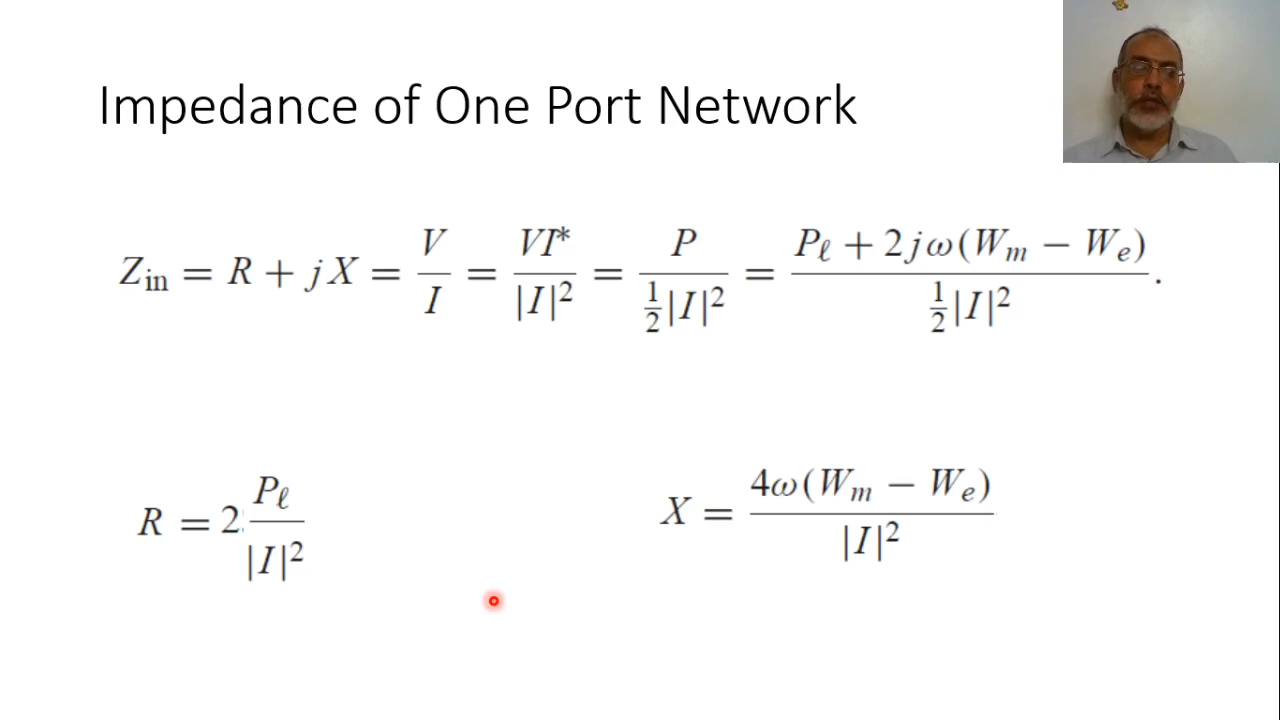 Impedance of One Port Network
Z_in = R + jX = V/I = VI*/|I|² = P/(½|I|²) = (P_ℓ + 2jω(W_m − W_e))/(½|I|²).
R = 2 P_ℓ/|I|²
X = 4ω(W_m − W_e)/|I|²